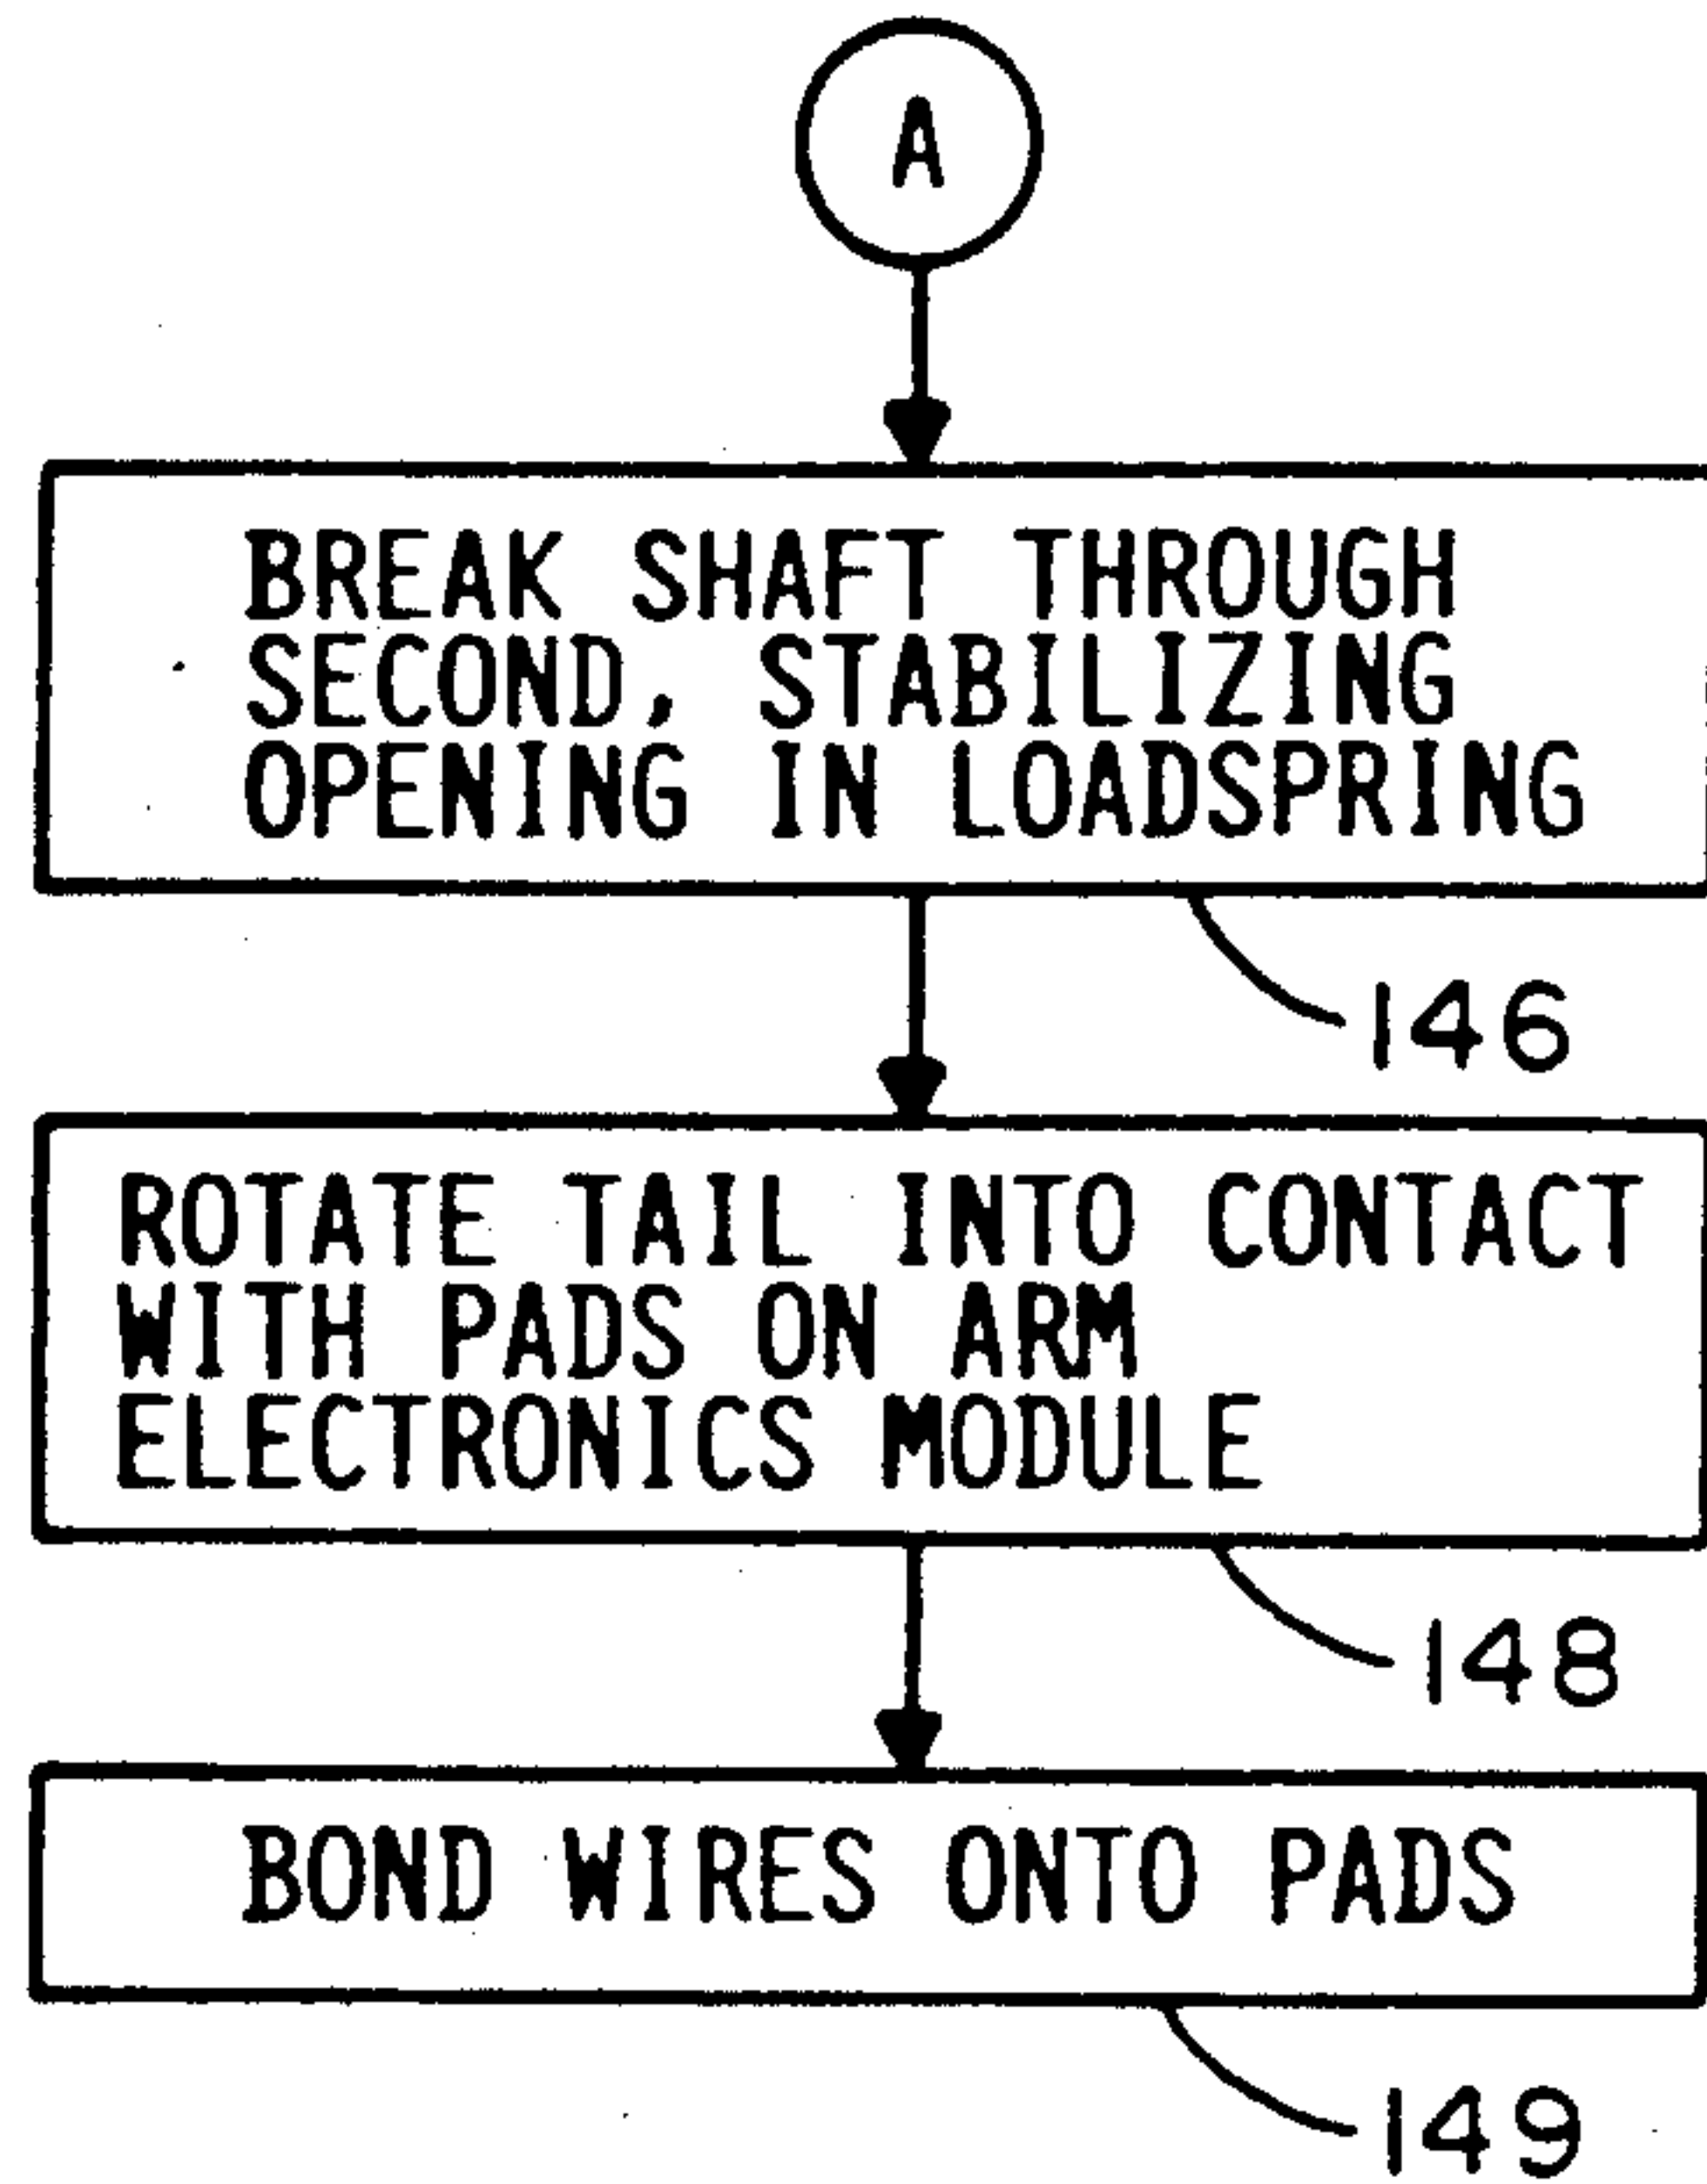 A
BREAK SHAFT THROUGH
SECOND, STABILIZING
OPENING IN LOADSPRING
146
ROTATE TAIL INTO CONTACT
WITH PADS ON ARM
ELECTRONICS MODULE
148
BOND WIRES ONTO PADS
149